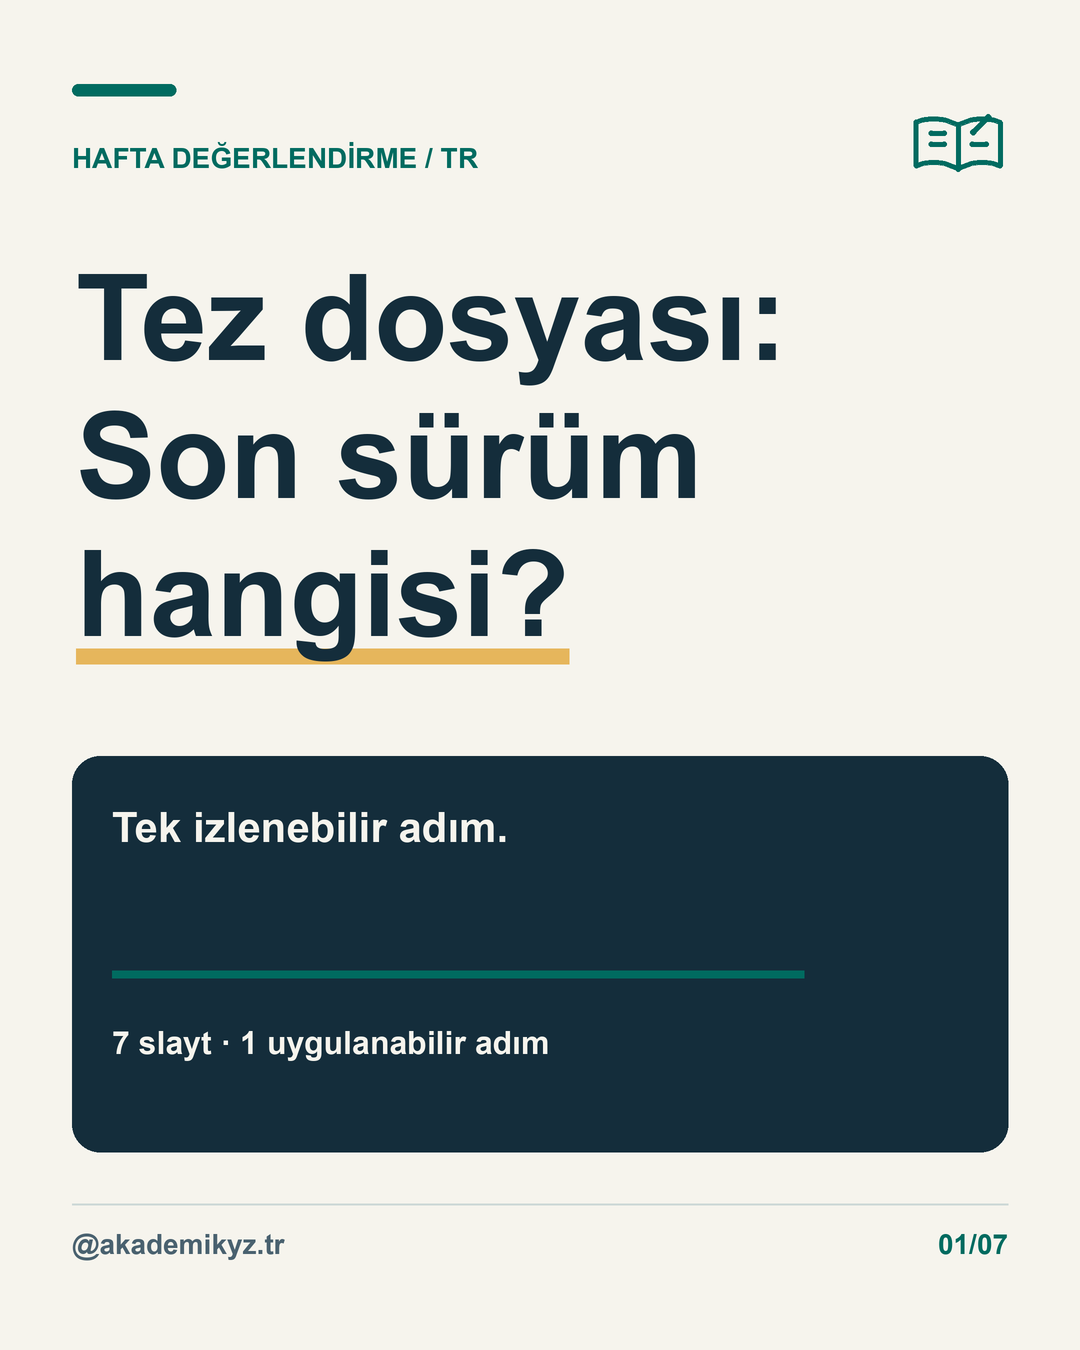 HAFTA DEĞERLENDİRME / TR
Tez dosyası:
Son sürüm
hangisi?
Tek izlenebilir adım.
7 slayt · 1 uygulanabilir adım
@akademikyz.tr
01/07